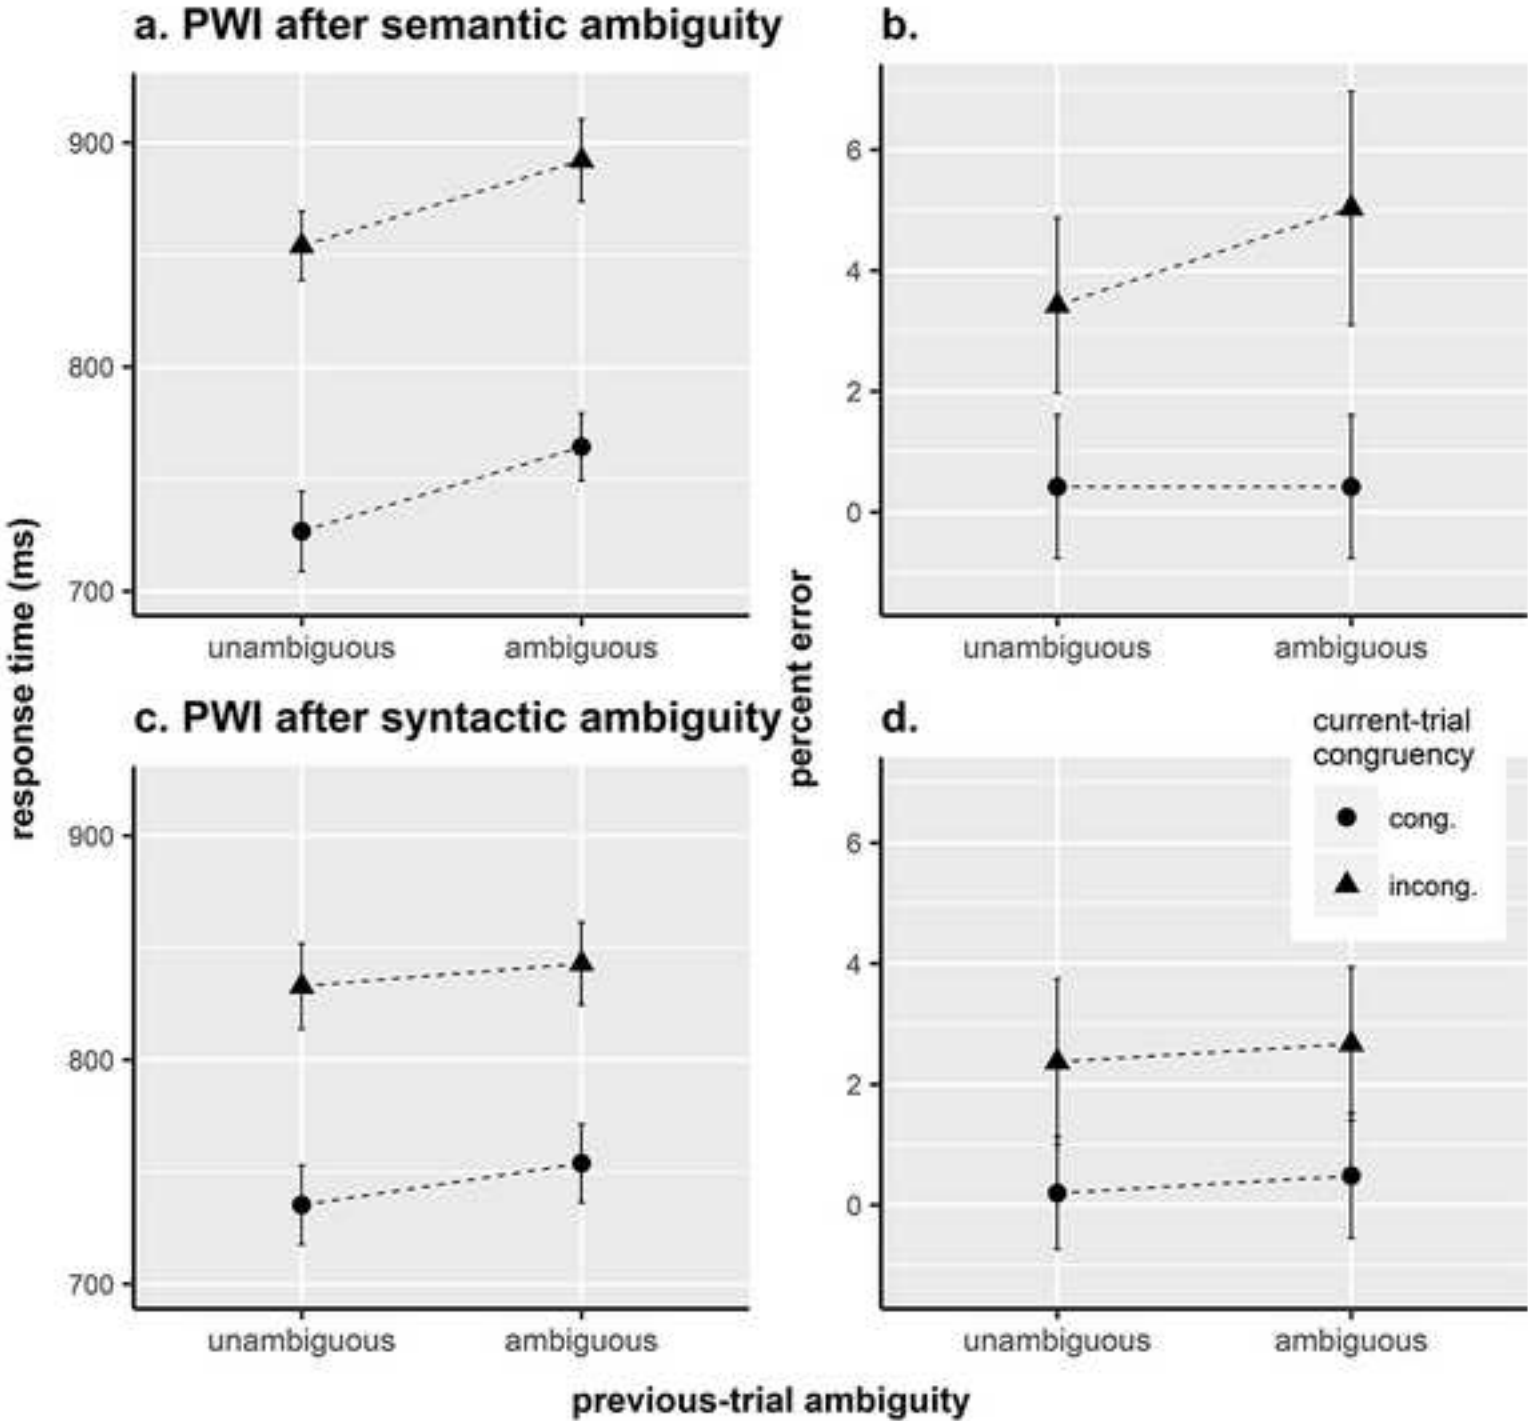 a. PWI after semantic ambiguity
b.
900
800
700
unambiguous
ambiguous
6
4
2
0
unambiguous
ambiguous
response time (ms)
percent error
c. PWI after syntactic ambiguity
d.
900
800
700
unambiguous
ambiguous
6
4
2
0
unambiguous
ambiguous
current-trial
congruency
cong.
incong.
previous-trial ambiguity